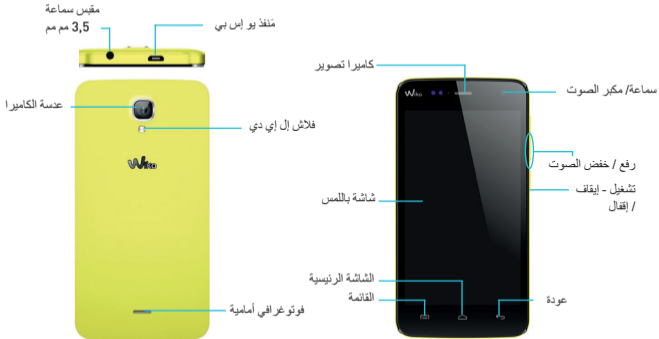 مقبس سماعة
3,5 مم مم
مَنفذ يو إس بي
عدسة الكاميرا
فلاش إل إي دي
Wiko
فوتوغرافي أمامية
كاميرا تصوير
Wiko
سماعة/ مكبر الصوت
رفع / خفض الصوت
تشغيل - إيقاف
/ إقفال
شاشة باللمس
الشاشة الرئيسية
القائمة
عودة